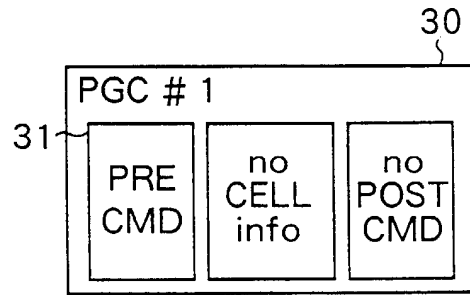 30
PGC # 1
31
PRE
CMD
no
CELL
info
no
POST
CMD